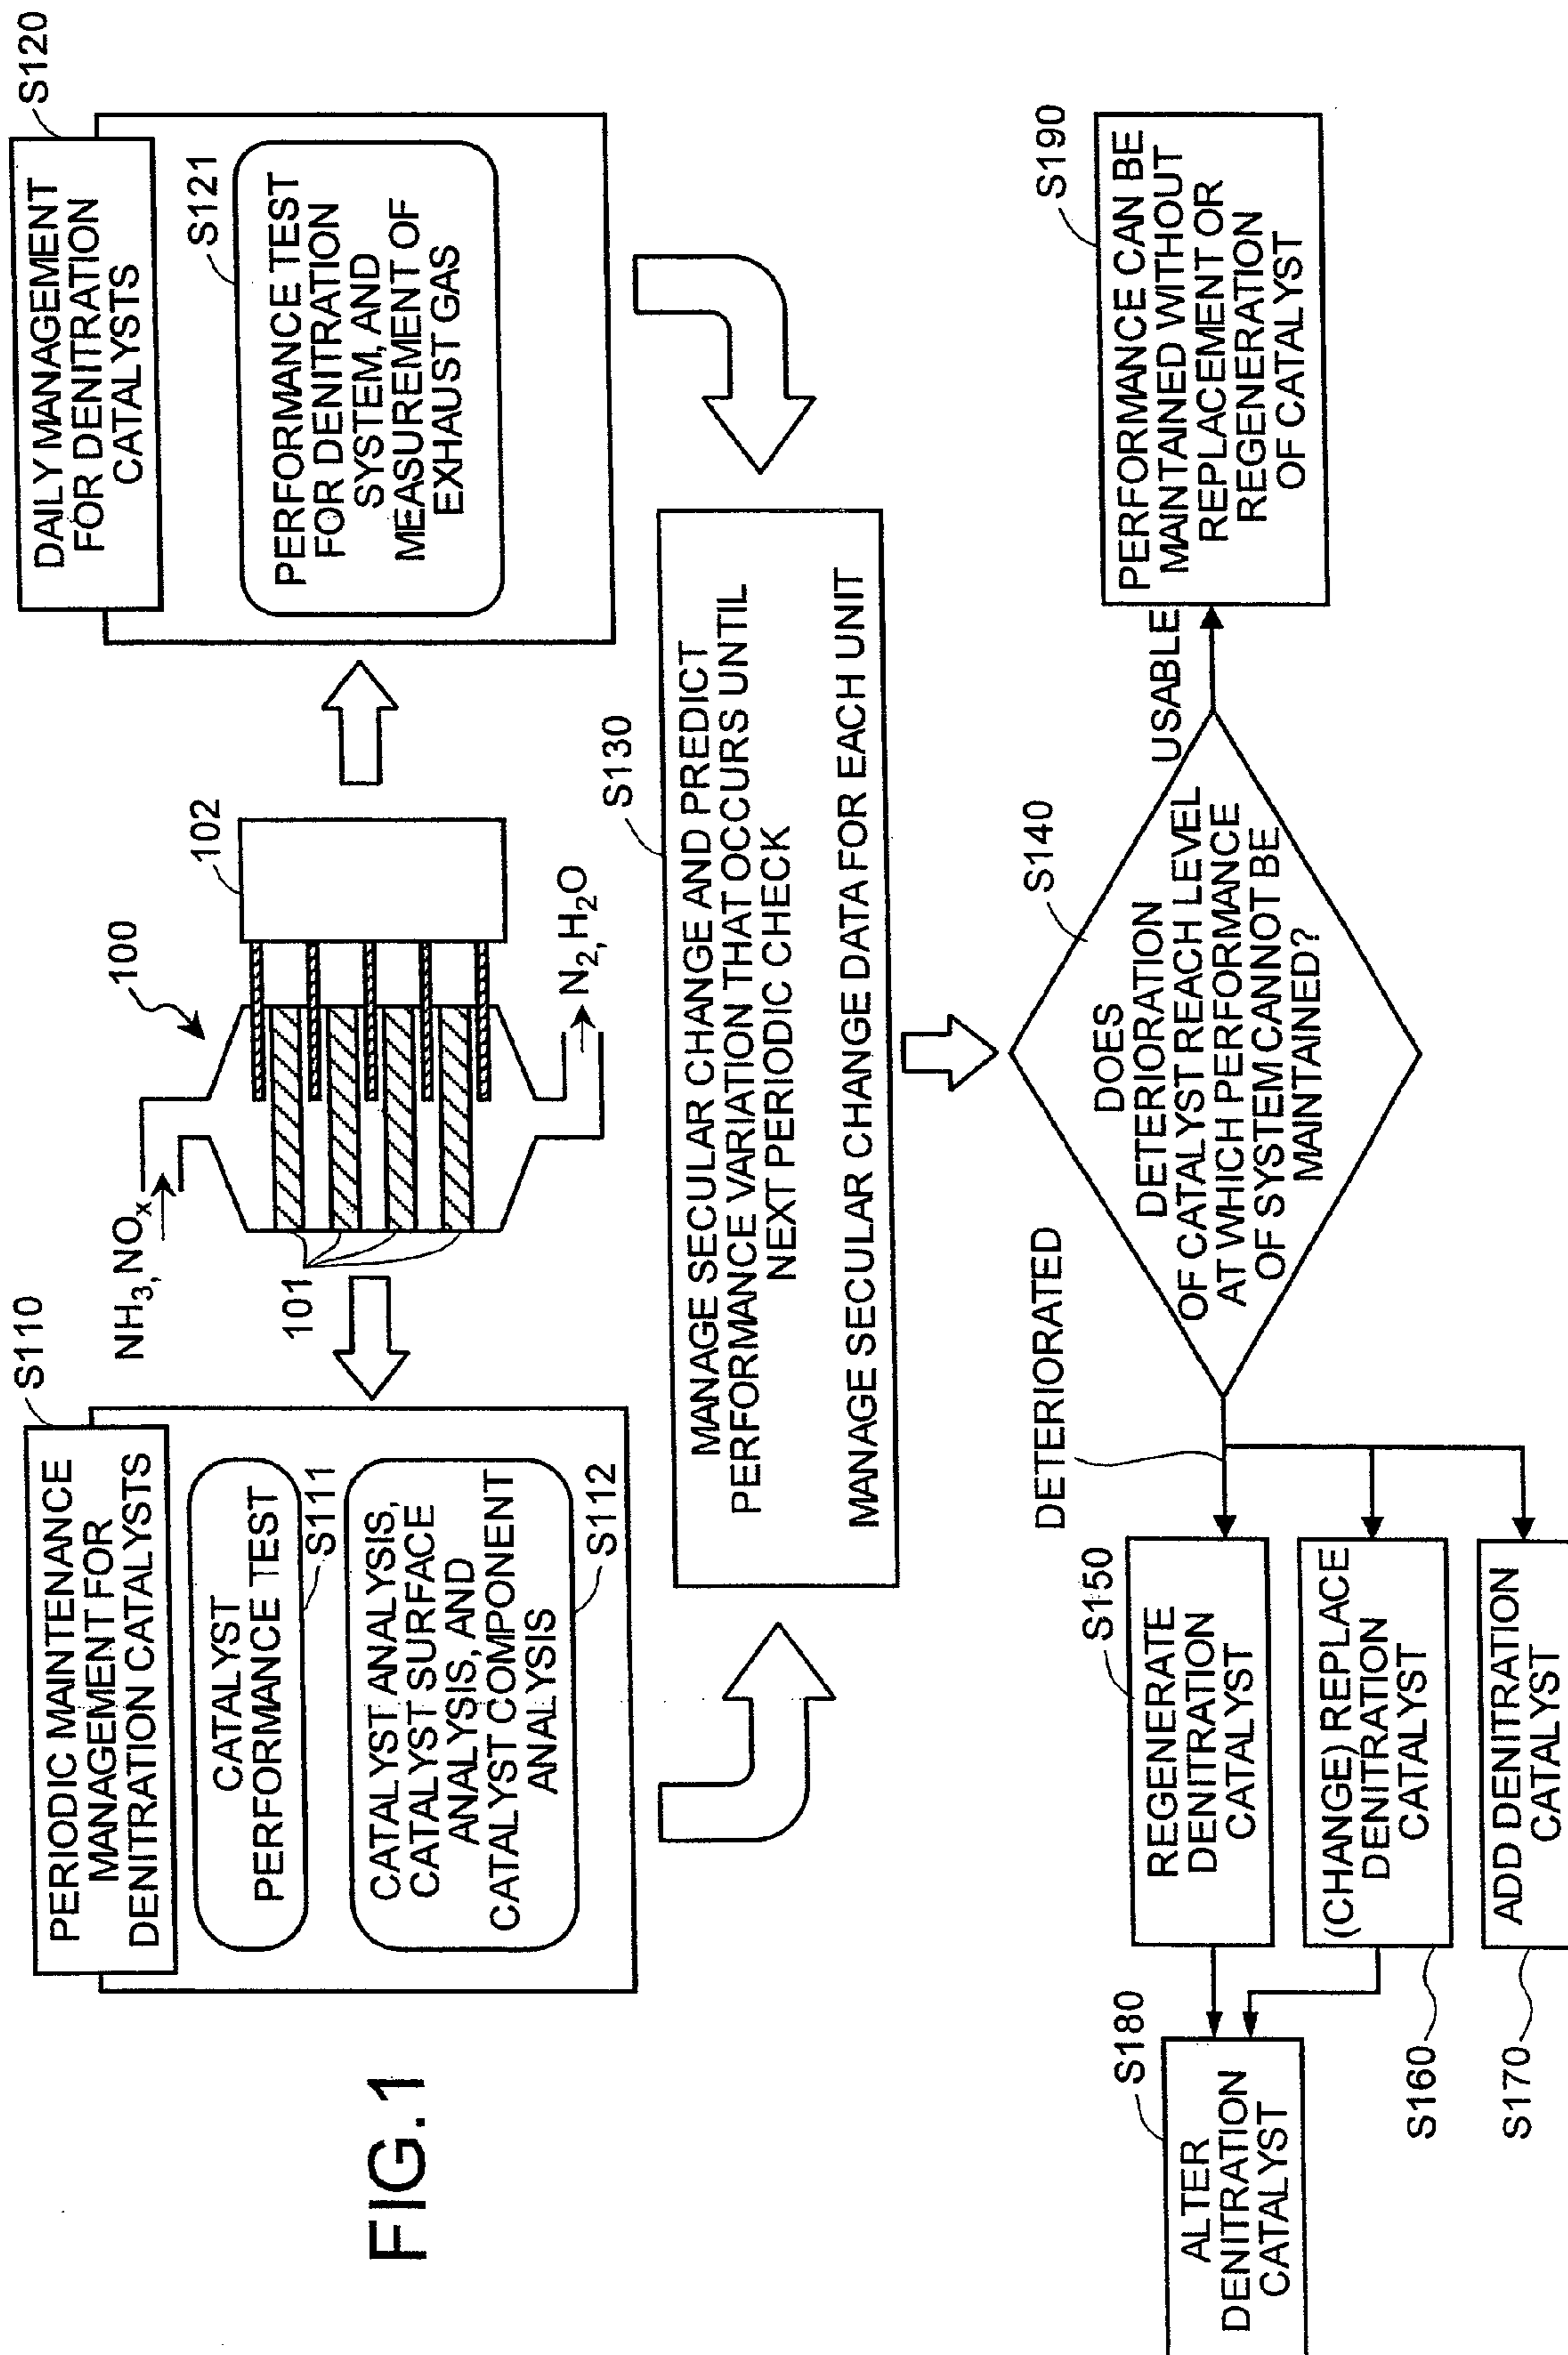 FIG.1
S110
PERIODIC MAINTENANCE
MANAGEMENT FOR
DENITRATION CATALYSTS
CATALYST
PERFORMANCE TEST
S111
CATALYST ANALYSIS,
CATALYST SURFACE
ANALYSIS, AND
CATALYST COMPONENT
ANALYSIS
S112
NH3, NOx
100
101
102
N2, H2O
S120
DAILY MANAGEMENT
FOR DENITRATION
CATALYSTS
S121
PERFORMANCE TEST
FOR DENITRATION
SYSTEM, AND
MEASUREMENT OF
EXHAUST GAS
S130
MANAGE SECULAR CHANGE AND PREDICT
PERFORMANCE VARIATION THAT OCCURS UNTIL
NEXT PERIODIC CHECK
MANAGE SECULAR CHANGE DATA FOR EACH UNIT
S140
DOES
DETERIORATION
OF CATALYST REACH LEVEL
AT WHICH PERFORMANCE
OF SYSTEM CANNOT BE
MAINTAINED?
DETERIORATED
USABLE
S190
PERFORMANCE CAN BE
MAINTAINED WITHOUT
REPLACEMENT OR
REGENERATION
OF CATALYST
S150
REGENERATE
DENITRATION
CATALYST
(CHANGE) REPLACE
DENITRATION
CATALYST
S160
ADD DENITRATION
CATALYST
S170
S180
ALTER
DENITRATION
CATALYST